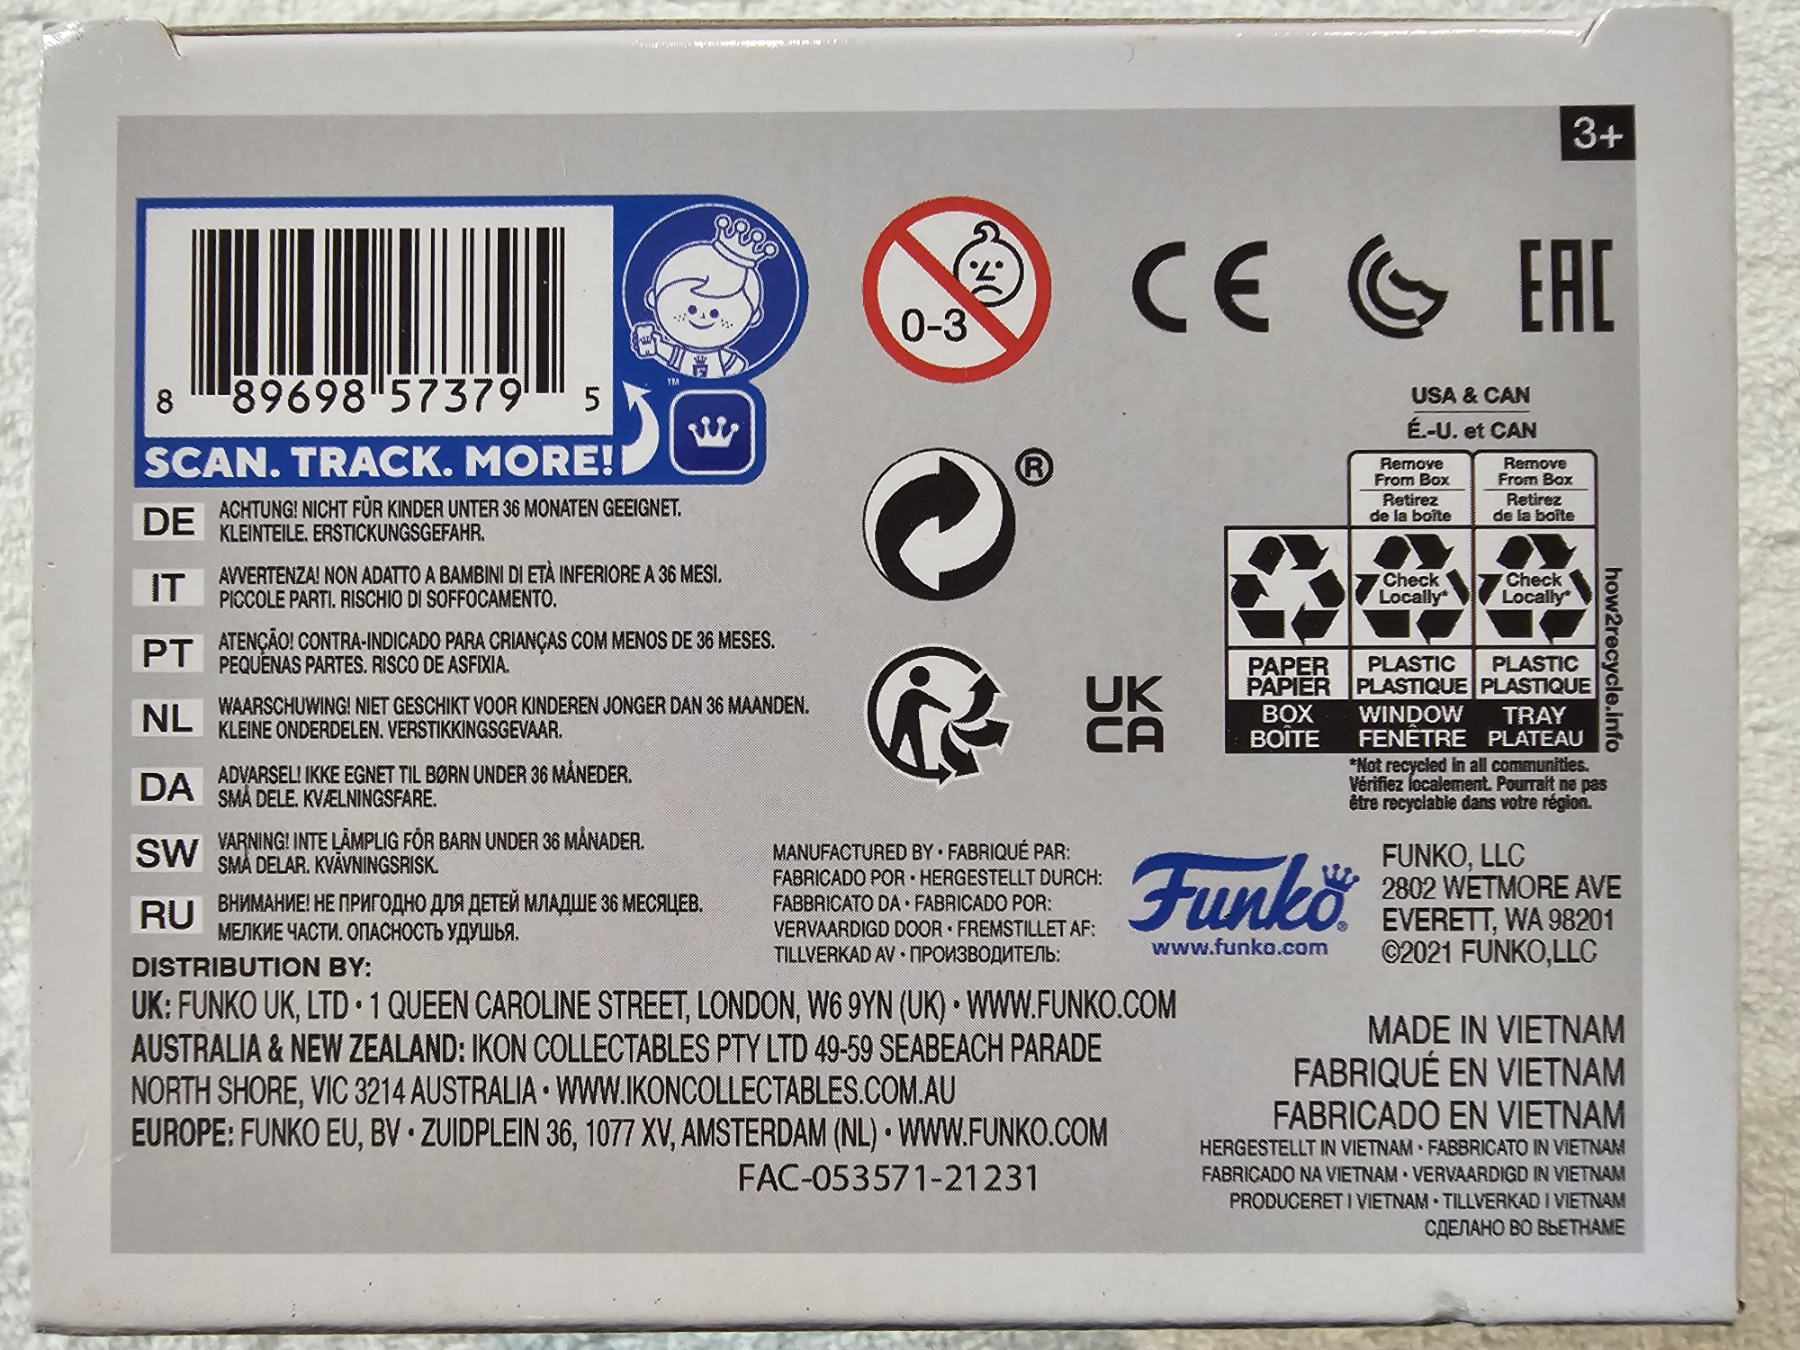 3+
8 89698 57379 5
™
SCAN. TRACK. MORE!
0-3
CE
EAC
USA & CAN
É.-U. et CAN
®
Remove From Box
Retirez de la boîte
Remove From Box
Retirez de la boîte
Check Locally*
Check Locally*
PAPER PAPIER
PLASTIC PLASTIQUE
PLASTIC PLASTIQUE
BOX BOÎTE
WINDOW FENÊTRE
TRAY PLATEAU
how2recycle.info
*Not recycled in all communities.
Vérifiez localement. Pourrait ne pas
être recyclable dans votre région.
UK
CA
DE ACHTUNG! NICHT FÜR KINDER UNTER 36 MONATEN GEEIGNET.
KLEINTEILE. ERSTICKUNGSGEFAHR.
IT AVVERTENZA! NON ADATTO A BAMBINI DI ETÀ INFERIORE A 36 MESI.
PICCOLE PARTI. RISCHIO DI SOFFOCAMENTO.
PT ATENÇÃO! CONTRA-INDICADO PARA CRIANÇAS COM MENOS DE 36 MESES.
PEQUENAS PARTES. RISCO DE ASFIXIA.
NL WAARSCHUWING! NIET GESCHIKT VOOR KINDEREN JONGER DAN 36 MAANDEN.
KLEINE ONDERDELEN. VERSTIKKINGSGEVAAR.
DA ADVARSEL! IKKE EGNET TIL BØRN UNDER 36 MÅNEDER.
SMÅ DELE. KVÆLNINGSFARE.
SW VARNING! INTE LÄMPLIG FÖR BARN UNDER 36 MÅNADER.
SMÅ DELAR. KVÄVNINGSRISK.
RU ВНИМАНИЕ! НЕ ПРИГОДНО ДЛЯ ДЕТЕЙ МЛАДШЕ 36 МЕСЯЦЕВ.
МЕЛКИЕ ЧАСТИ. ОПАСНОСТЬ УДУШЬЯ.
MANUFACTURED BY • FABRIQUÉ PAR:
FABRICADO POR • HERGESTELLT DURCH:
FABBRICATO DA • FABRICADO POR:
VERVAARDIGD DOOR • FREMSTILLET AF:
TILLVERKAD AV • ПРОИЗВОДИТЕЛЬ:
Funko®
www.funko.com
FUNKO, LLC
2802 WETMORE AVE
EVERETT, WA 98201
©2021 FUNKO,LLC
DISTRIBUTION BY:
UK: FUNKO UK, LTD • 1 QUEEN CAROLINE STREET, LONDON, W6 9YN (UK) • WWW.FUNKO.COM
AUSTRALIA & NEW ZEALAND: IKON COLLECTABLES PTY LTD 49-59 SEABEACH PARADE
NORTH SHORE, VIC 3214 AUSTRALIA • WWW.IKONCOLLECTABLES.COM.AU
EUROPE: FUNKO EU, BV • ZUIDPLEIN 36, 1077 XV, AMSTERDAM (NL) • WWW.FUNKO.COM
FAC-053571-21231
MADE IN VIETNAM
FABRIQUÉ EN VIETNAM
FABRICADO EN VIETNAM
HERGESTELLT IN VIETNAM • FABBRICATO IN VIETNAM
FABRICADO NA VIETNAM • VERVAARDIGD IN VIETNAM
PRODUCERET I VIETNAM • TILLVERKAD I VIETNAM
СДЕЛАНО ВО ВЬЕТНАМЕ